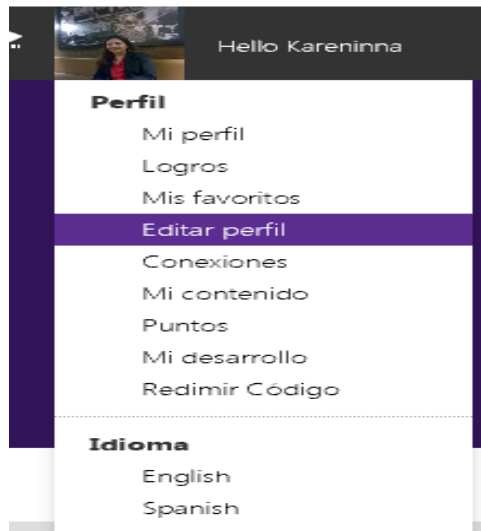 Hello Kareninna
Perfil
Mi perfil
Logros
Mis favoritos
Editar perfil
Conexiones
Mi contenido
Puntos
Mi desarrollo
Redimir Código
Idioma
English
Spanish